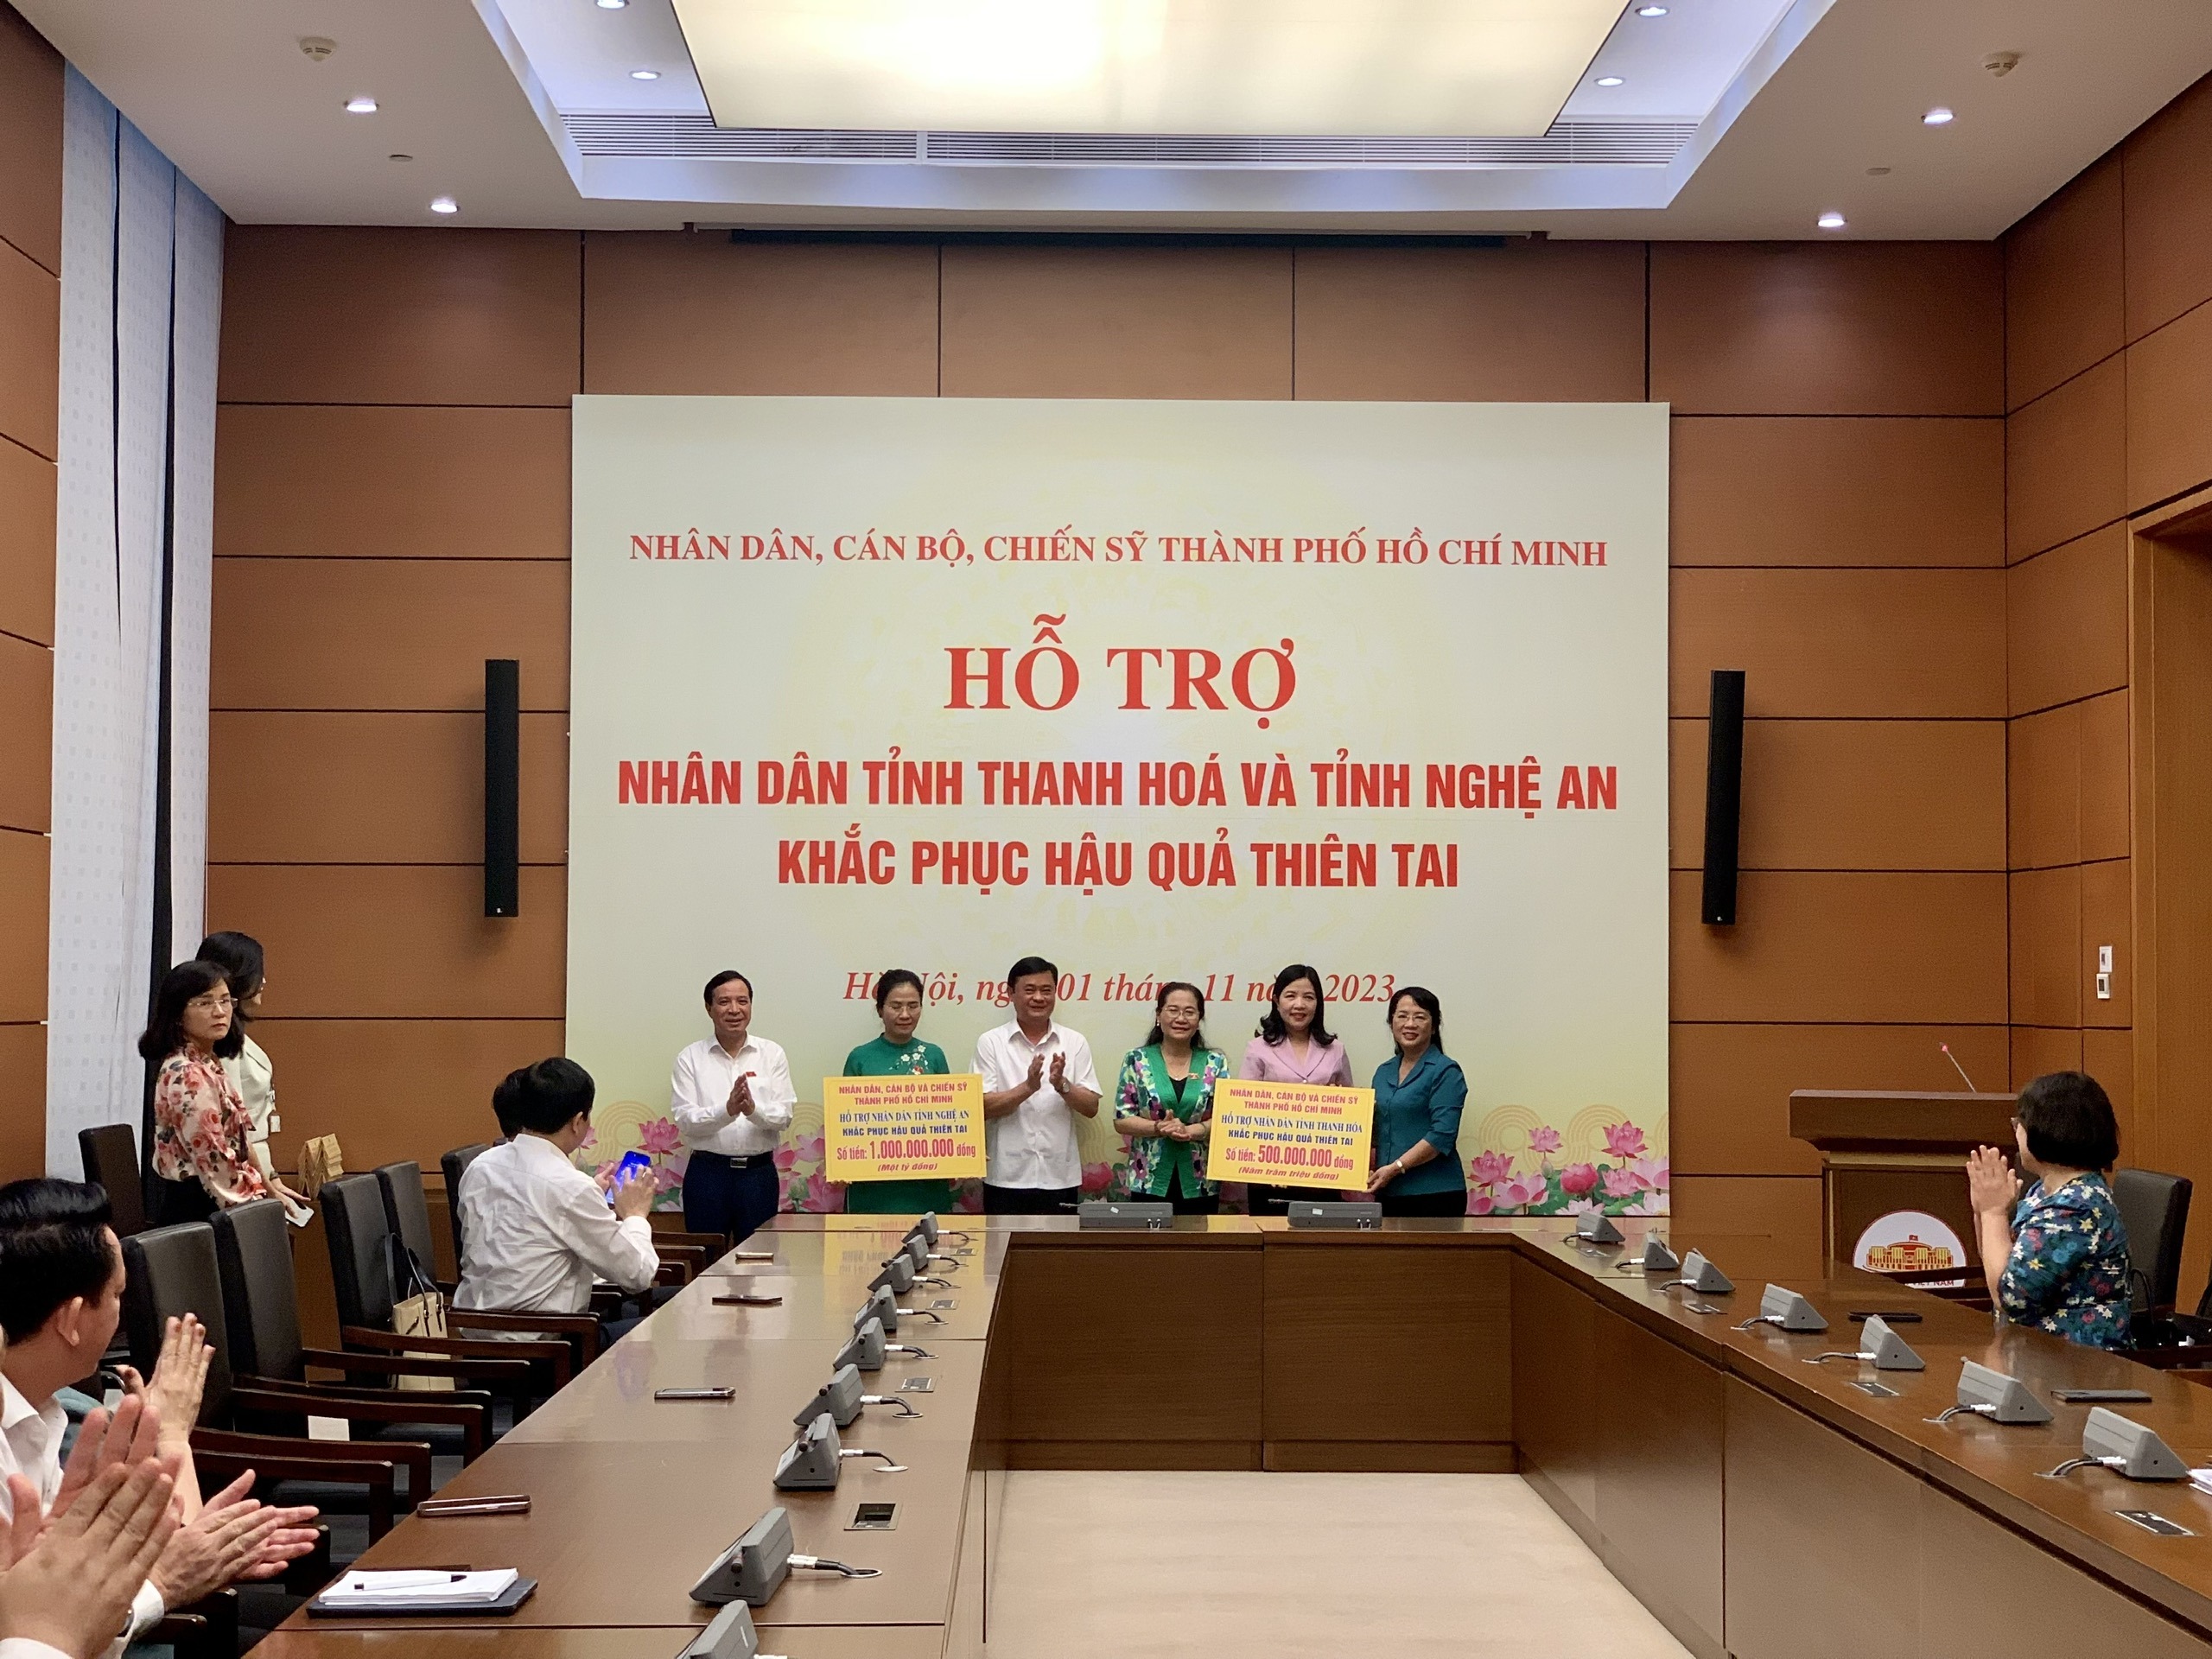 NHÂN DÂN, CÁN BỘ, CHIẾN SỸ THÀNH PHỐ HỒ CHÍ MINH
HỖ TRỢ
NHÂN DÂN TỈNH THANH HOÁ VÀ TỈNH NGHỆ AN
KHẮC PHỤC HẬU QUẢ THIÊN TAI
Nội, 01 11 2023
NHÂN DÂN, CÁN BỘ VÀ CHIẾN SỸ
THÀNH PHỐ HỒ CHÍ MINH
HỖ TRỢ NHÂN DÂN TỈNH NGHỆ AN
KHẮC PHỤC HẬU QUẢ THIÊN TAI
Số tiền: 1.000.000.000 đồng
(Một tỷ đồng)
NHÂN DÂN, CÁN BỘ VÀ CHIẾN SỸ
THÀNH PHỐ HỒ CHÍ MINH
HỖ TRỢ NHÂN DÂN TỈNH THANH HÓA
KHẮC PHỤC HẬU QUẢ THIÊN TAI
Số tiền: 500.000.000 đồng
(Năm trăm triệu đồng)
NAM